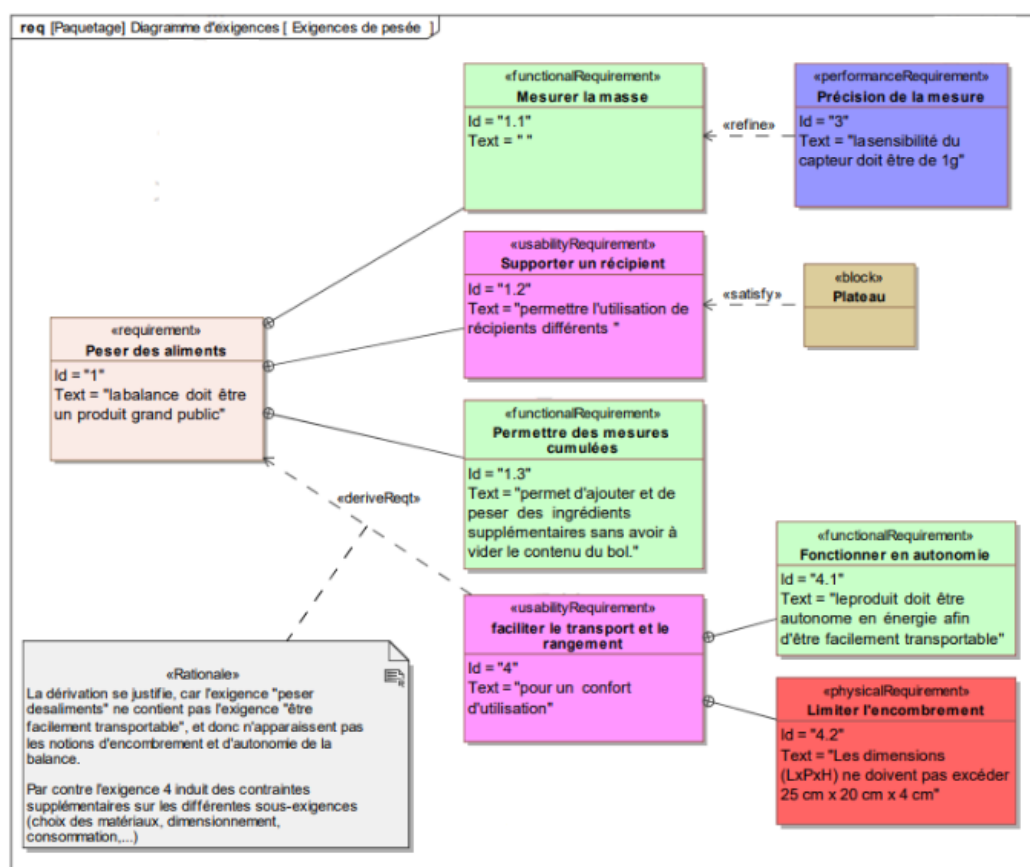 req [Paquetage] Diagramme d'exigences [ Exigences de pesée ]
«functionalRequirement»
Mesurer la masse
Id = "1.1"
Text = " "
«refine»
«performanceRequirement»
Précision de la mesure
Id = "3"
Text = "lasensibilité du
capteur doit être de 1g"
«usabilityRequirement»
Supporter un récipient
Id = "1.2"
Text = "permettre l'utilisation de
récipients différents "
«satisfy»
«block»
Plateau
«requirement»
Peser des aliments
Id = "1"
Text = "labalance doit être
un produit grand public"
«functionalRequirement»
Permettre des mesures
cumulées
Id = "1.3"
Text = "permet d'ajouter et de
peser des ingrédients
supplémentaires sans avoir à
vider le contenu du bol."
«deriveReqt»
«functionalRequirement»
Fonctionner en autonomie
Id = "4.1"
Text = "leproduit doit être
autonome en énergie afin
d'être facilement transportable"
«usabilityRequirement»
faciliter le transport et le
rangement
Id = "4"
Text = "pour un confort
d'utilisation"
«physicalRequirement»
Limiter l'encombrement
Id = "4.2"
Text = "Les dimensions
(LxPxH) ne doivent pas excéder
25 cm x 20 cm x 4 cm"
«Rationale»
La dérivation se justifie, car l'exigence "peser
desaliments" ne contient pas l'exigence "être
facilement transportable", et donc n'apparaissent pas
les notions d'encombrement et d'autonomie de la
balance.
Par contre l'exigence 4 induit des contraintes
supplémentaires sur les différentes sous-exigences
(choix des matériaux, dimensionnement,
consommation,...)